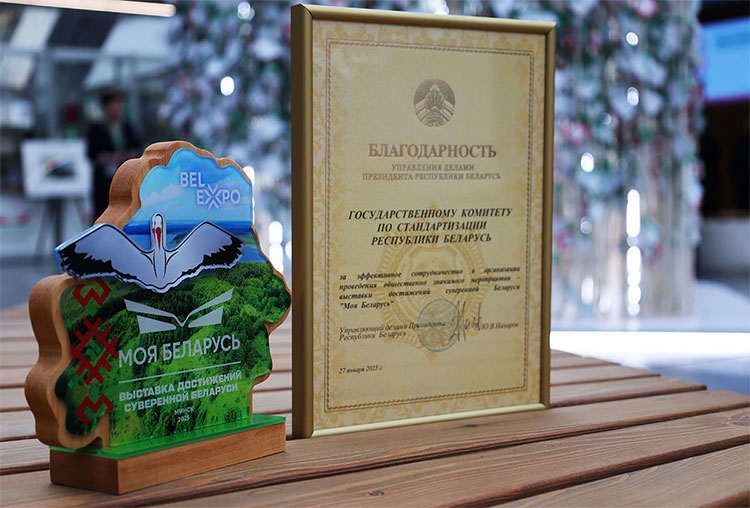 BEL
EXPO
МОЯ БЕЛАРУСЬ
ВЫСТАВКА ДОСТИЖЕНИЙ
СУВЕРЕННОЙ БЕЛАРУСИ
МИНСК
2025
БЛАГОДАРНОСТЬ
УПРАВЛЕНИЯ ДЕЛАМИ
ПРЕЗИДЕНТА РЕСПУБЛИКИ БЕЛАРУСЬ
ГОСУДАРСТВЕННОМУ КОМИТЕТУ
ПО СТАНДАРТИЗАЦИИ
РЕСПУБЛИКИ БЕЛАРУСЬ
за эффективное сотрудничество в организации
проведения общественно значимого мероприятия –
выставки достижений суверенной Беларуси
"Моя Беларусь"
Управляющий делами Президента
Республики Беларусь
Ю.В.Назаров
27 января 2025 г.